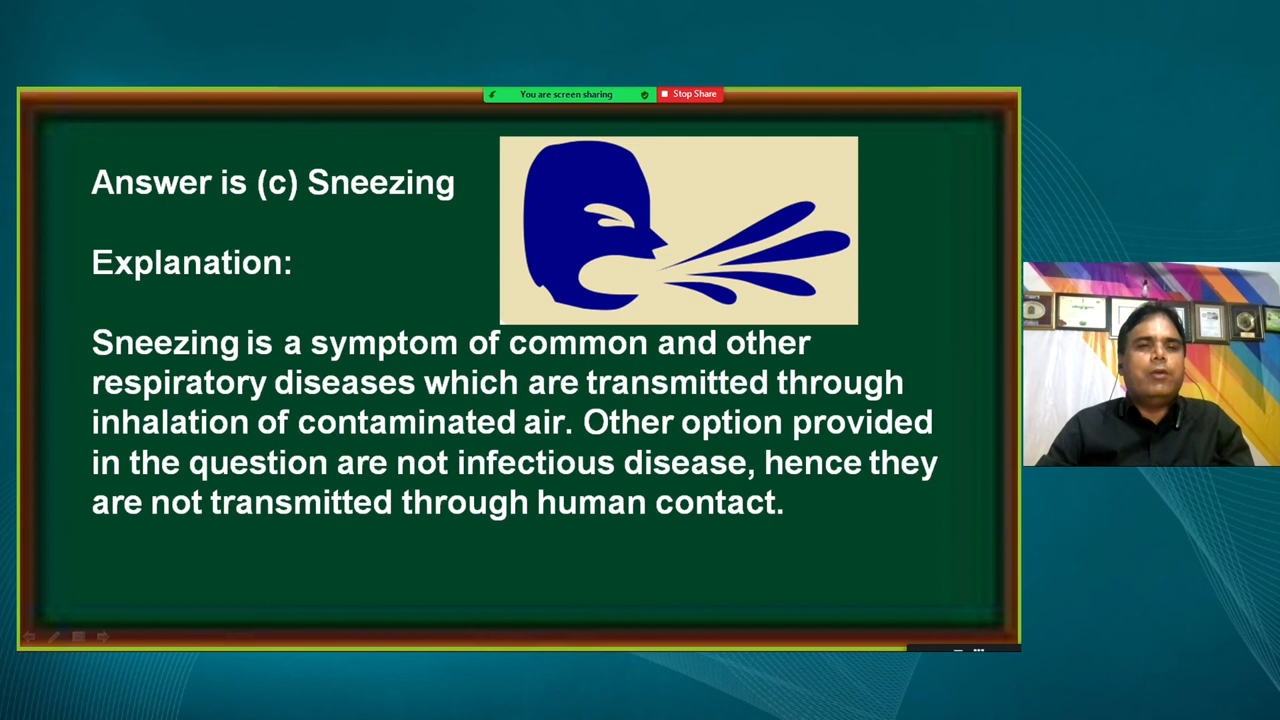 You are screen sharing
Stop Share
Answer is (c) Sneezing
Explanation:
Sneezing is a symptom of common and other
respiratory diseases which are transmitted through
inhalation of contaminated air. Other option provided
in the question are not infectious disease, hence they
are not transmitted through human contact.